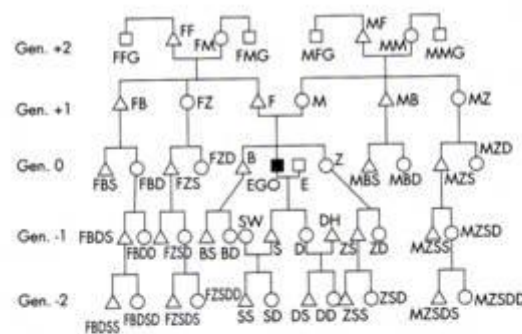 FF MF
Gen. +2 FM MM
FFG FMG MFG MMG
Gen. +1 FB FZ F M MB MZ
MZD
Gen. 0 FZD B Z
FBS FBD FZS EGO E MBS MBD MZS
SW DH
Gen. -1 FBDS FBDD FZSD BS BD S D ZS ZD MZSS MZSD
Gen. -2 FZSDD ZSD MZSDD
FBDSS FBDSD FZSDS SS SD DS DD ZSS MZSDS